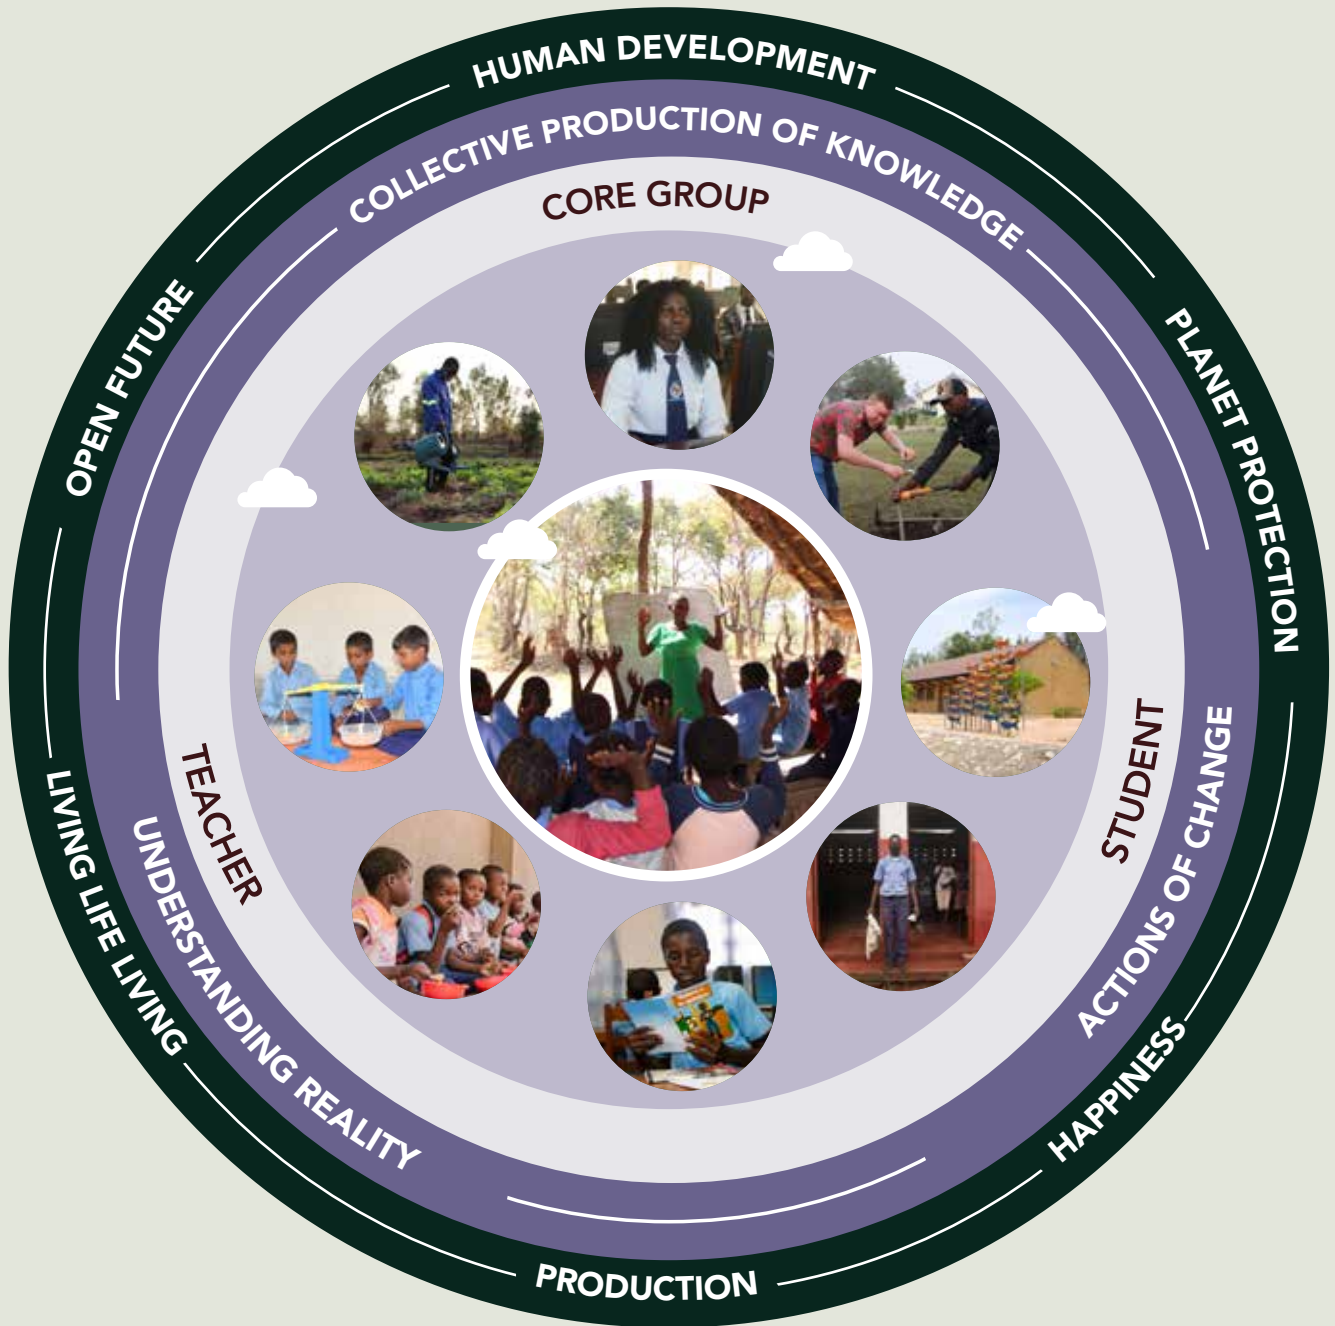 HUMAN DEVELOPMENT
PLANET PROTECTION
HAPPINESS
PRODUCTION
LIVING LIFE LIVING
OPEN FUTURE
COLLECTIVE PRODUCTION OF KNOWLEDGE
ACTIONS OF CHANGE
UNDERSTANDING REALITY
CORE GROUP
STUDENT
TEACHER